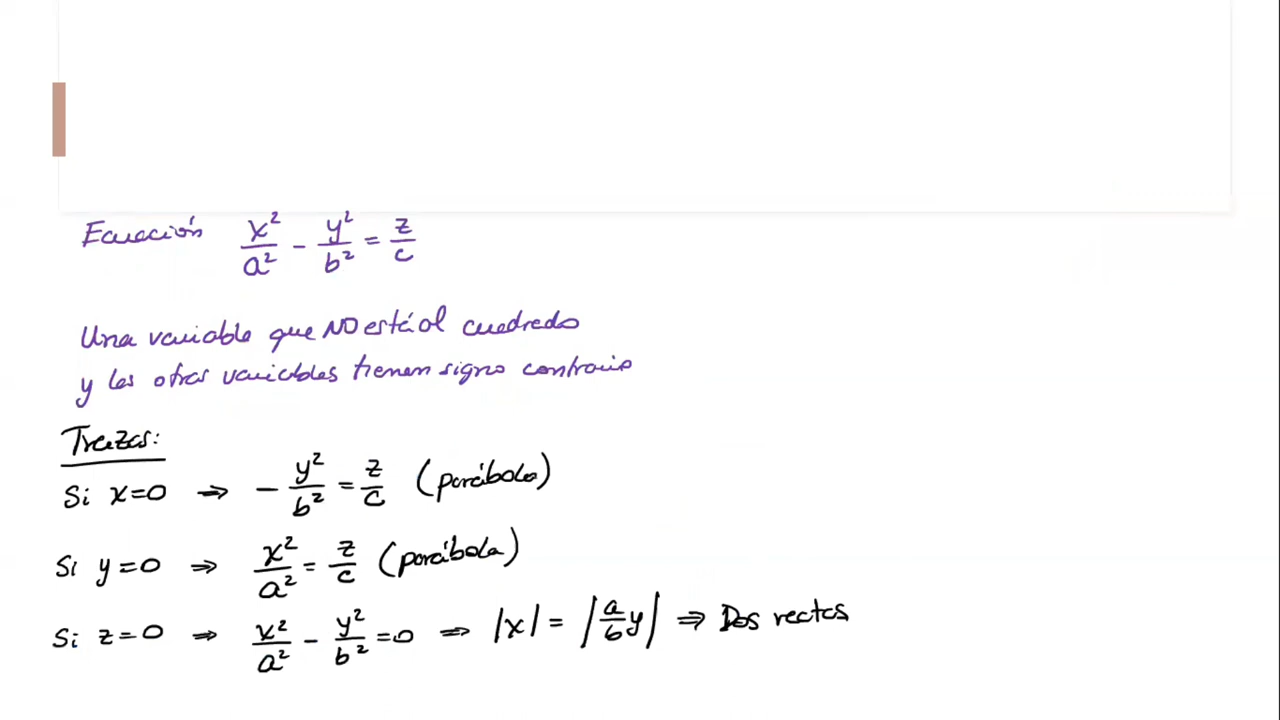 Ecuación x²/a² - y²/b² = z/c
Una variable que NO está al cuadrado
y las otras variables tienen signo contrario
Trazas:
Si x=0 ⇒ - y²/b² = z/c (parábola)
Si y=0 ⇒ x²/a² = z/c (parábola)
Si z=0 ⇒ x²/a² - y²/b² = 0 ⇒ |x| = |a/b y| ⇒ Dos rectas